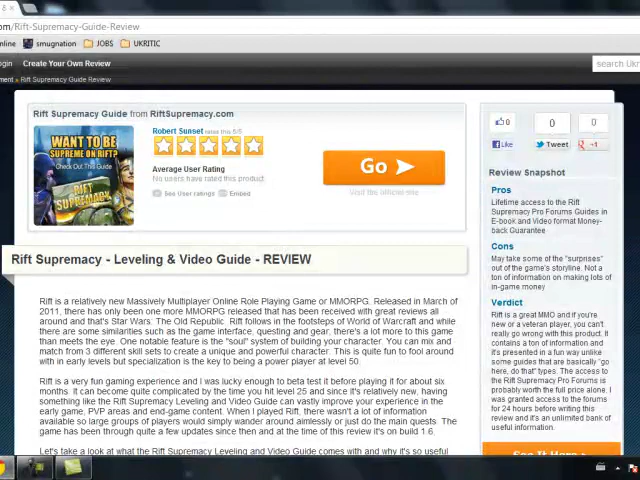 om/Rift-Supremacy-Guide-Review
nline smugnation JOBS UKRITIC
ogin Create Your Own Review search Ukr
ment » Rift Supremacy Guide Review
Rift Supremacy Guide from RiftSupremacy.com
WANT TO BE
SUPREME ON RIFT?
Check Out This Guide
RIFT
SUPREMACY
Robert Sunset rates this 5/5
Average User Rating
No users have rated this product
See User ratings Embed
Go
Visit the official site
0 0 0
Like Tweet +1
Review Snapshot
Pros
Lifetime access to the Rift
Supremacy Pro Forums Guides in
E-book and Video format Money-
back Guarantee
Cons
May take some of the "surprises"
out of the game's storyline. Not a
ton of information on making lots of
in-game money
Verdict
Rift is a great MMO and if you're
new or a veteran player, you can't
really go wrong with this product. It
contains a ton of information and
it's presented in a fun way unlike
some guides that are basically "go
here, do that" types. The access to
the Rift Supremacy Pro Forums is
probably worth the full price alone. I
was granted access to the forums
for 24 hours before writing this
review and it's an unlimited bank of
useful information.
See It Here
Rift Supremacy - Leveling & Video Guide - REVIEW
Rift is a relatively new Massively Multiplayer Online Role Playing Game or MMORPG. Released in March of
2011, there has only been one more MMORPG released that has been received with great reviews all
around and that's Star Wars: The Old Republic. Rift follows in the footsteps of World of Warcraft and while
there are some similarities such as the game interface, questing and gear, there's a lot more to this game
than meets the eye. One notable feature is the "soul" system of building your character. You can mix and
match from 3 different skill sets to create a unique and powerful character. This is quite fun to fool around
with in early levels but specialization is the key to being a power player at level 50.
Rift is a very fun gaming experience and I was lucky enough to beta test it before playing it for about six
months. It can become quite complicated by the time you hit level 25 and since it's relatively new, having
something like the Rift Supremacy Leveling and Video Guide can vastly improve your experience in the
early game, PVP areas and end-game content. When I played Rift, there wasn't a lot of information
available so large groups of players would simply wander around aimlessly or just do the main quests. The
game has been through quite a few updates since then and at the time of this review it's on build 1.6.
Let's take a look at what the Rift Supremacy Leveling and Video Guide comes with and why it's so useful